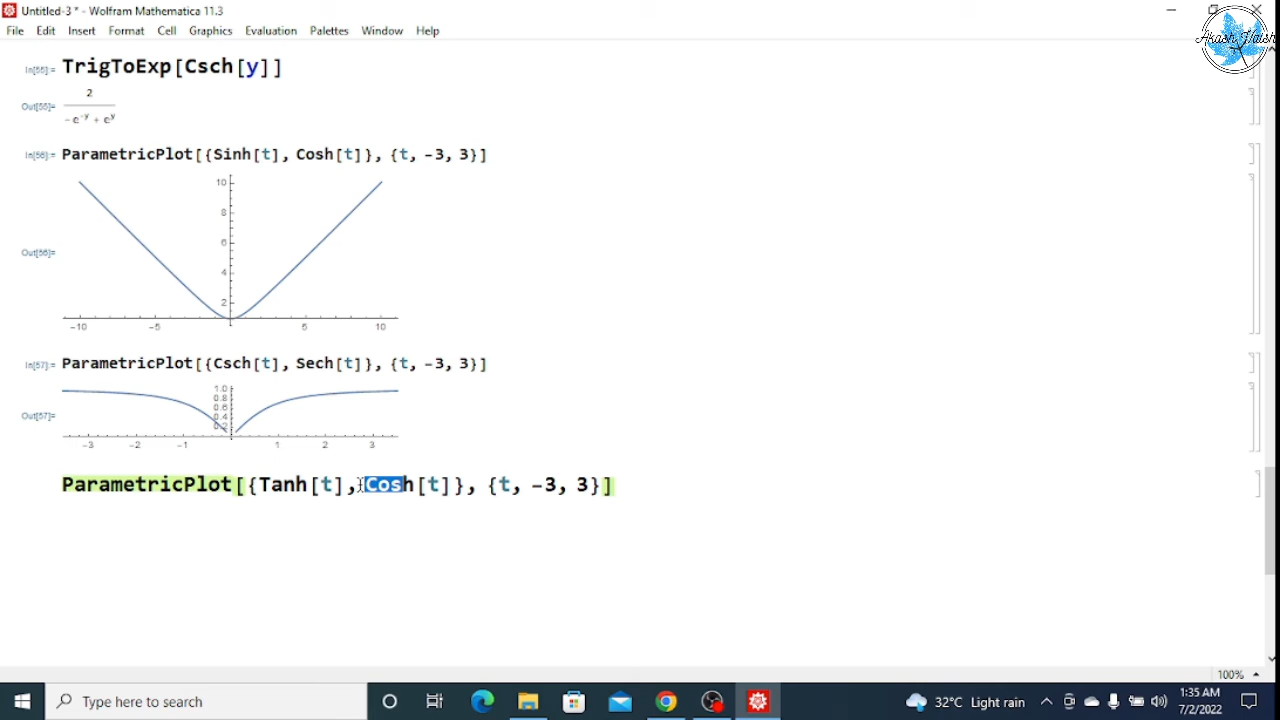 Untitled-3 * - Wolfram Mathematica 11.3
File Edit Insert Format Cell Graphics Evaluation Palettes Window Help
In[55]:= TrigToExp[Csch[y]]
Out[55]= 2
-e^-y + e^y
In[56]:= ParametricPlot[{Sinh[t], Cosh[t]}, {t, -3, 3}]
10
8
6
4
2
-10 -5 5 10
Out[56]=
In[57]:= ParametricPlot[{Csch[t], Sech[t]}, {t, -3, 3}]
1.0
0.8
0.6
0.4
0.2
-3 -2 -1 1 2 3
Out[57]=
ParametricPlot[{Tanh[t], Cosh[t]}, {t, -3, 3}]
100%
Type here to search
32°C Light rain
1:35 AM
7/2/2022